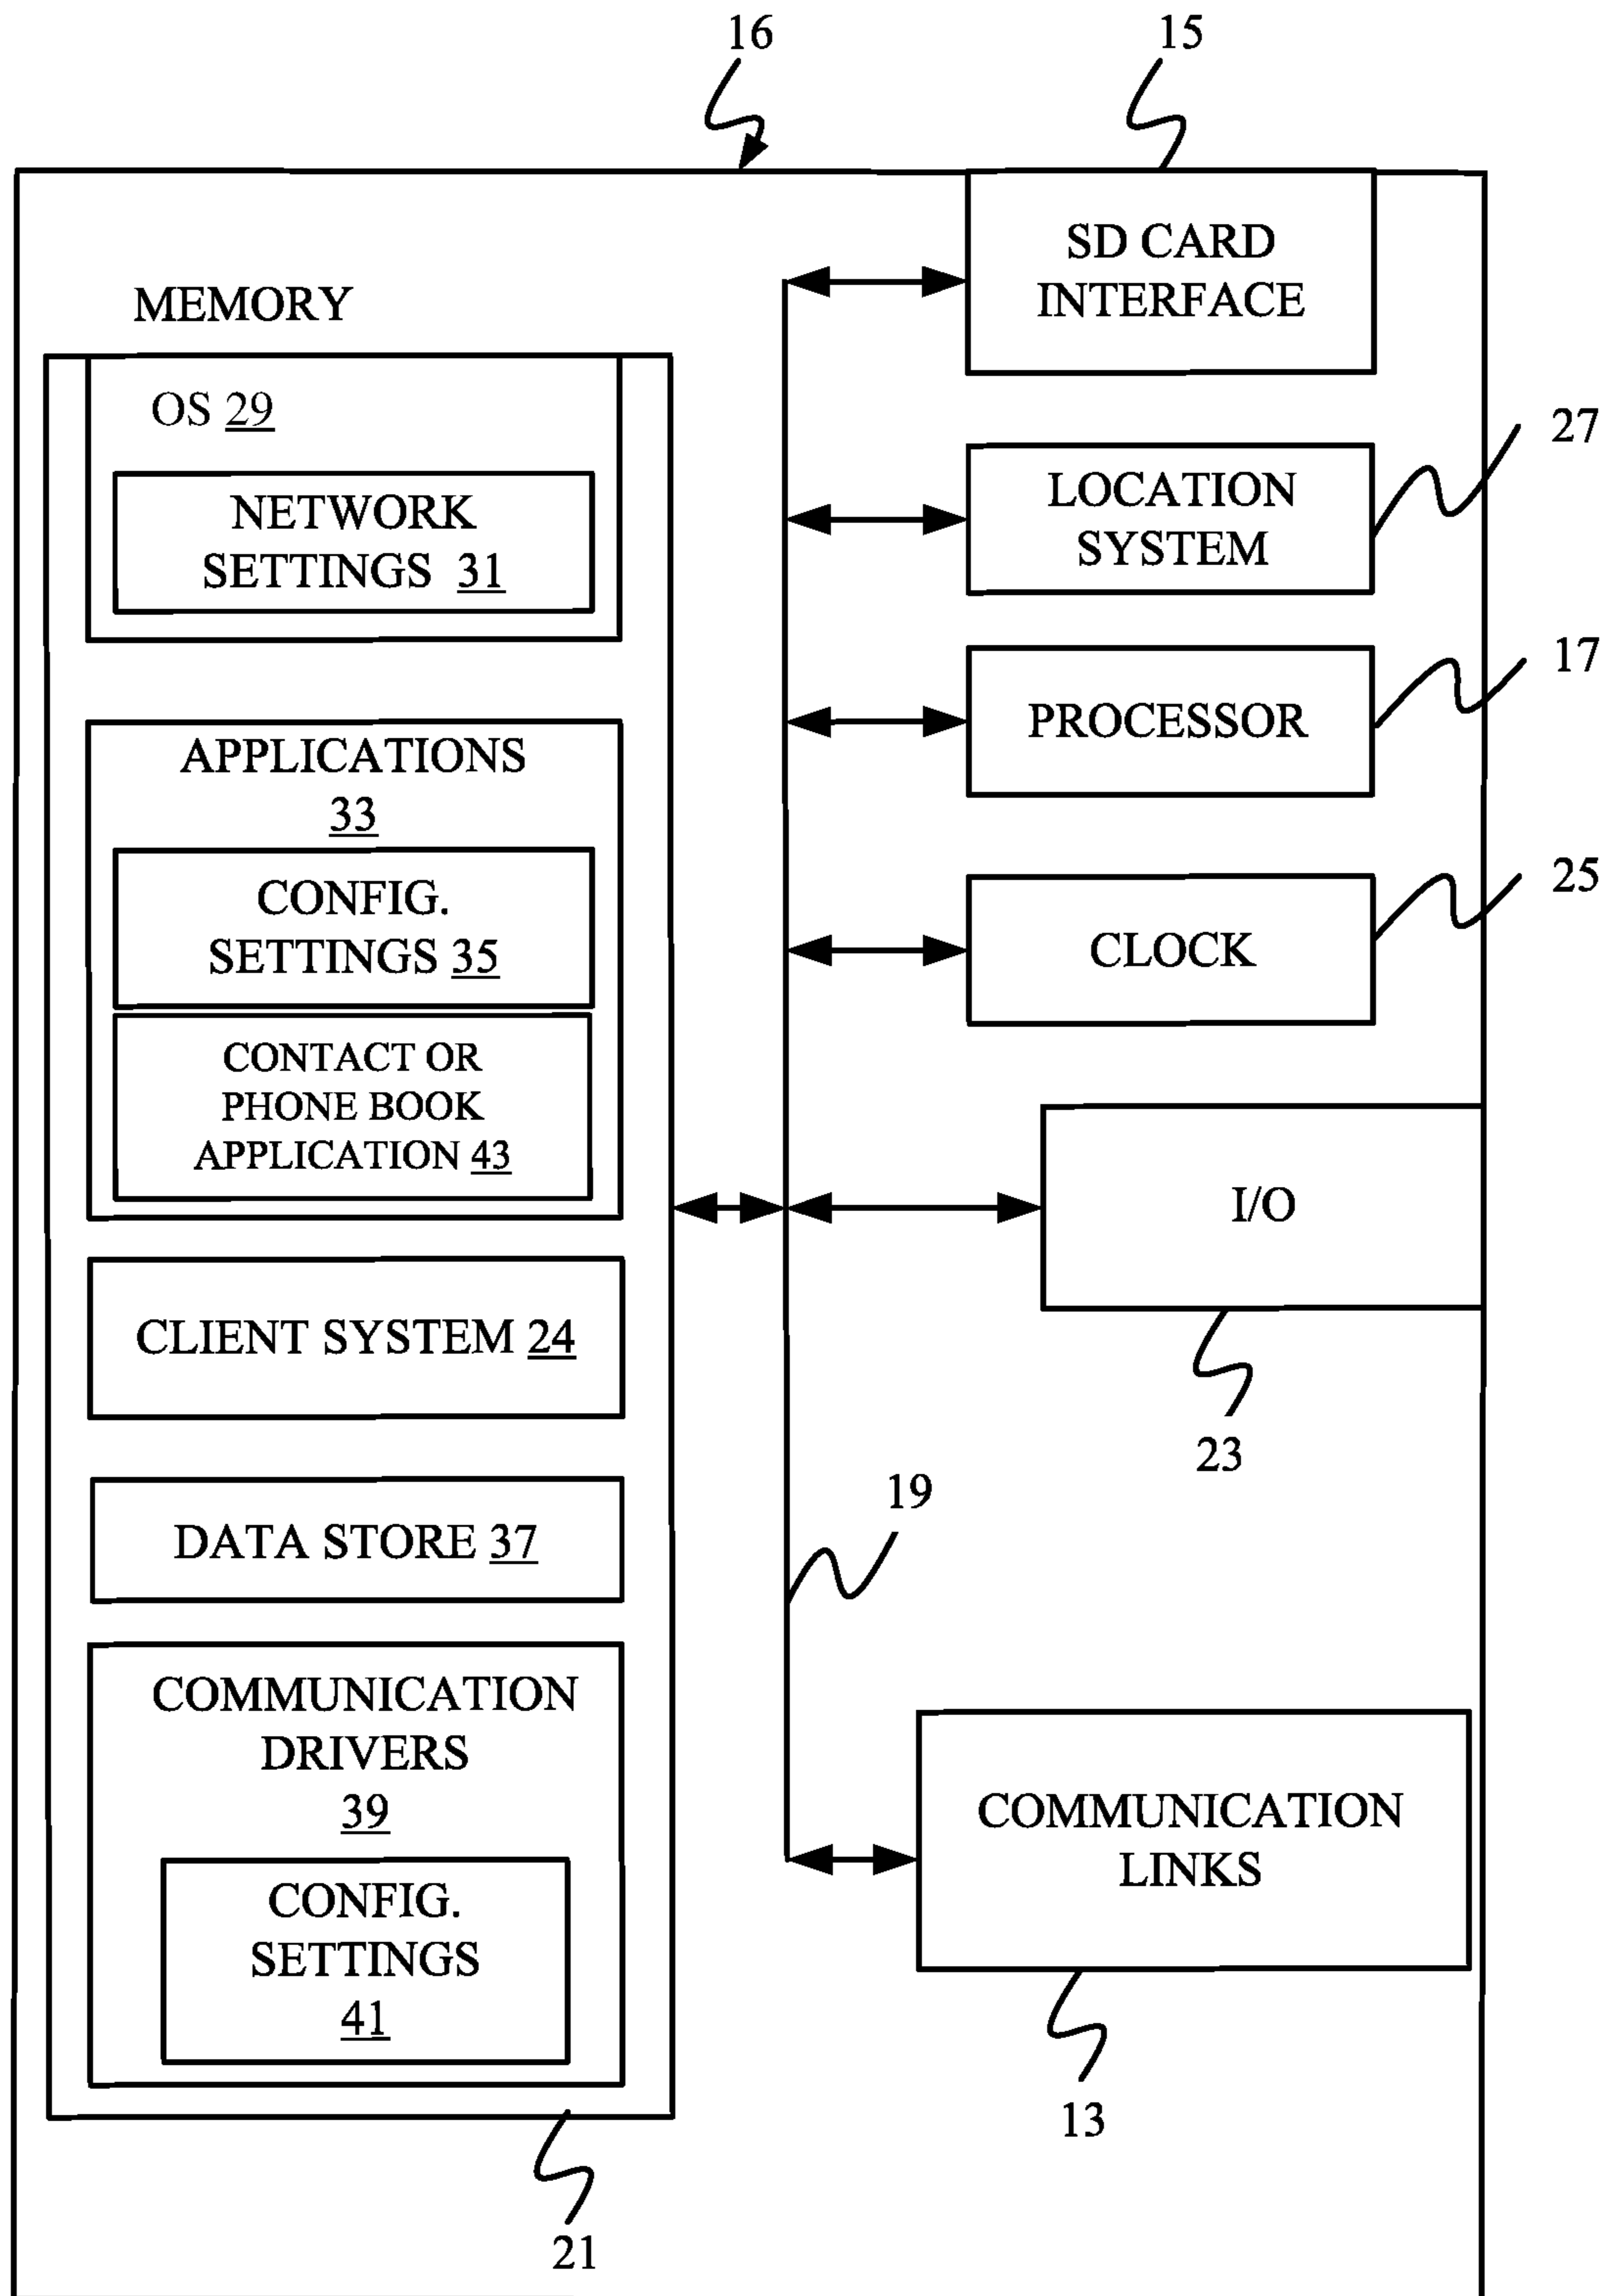 16
15
SD CARD
INTERFACE
MEMORY
OS 29
NETWORK
SETTINGS 31
27
LOCATION
SYSTEM
17
PROCESSOR
APPLICATIONS
33
CONFIG.
SETTINGS 35
25
CLOCK
CONTACT OR
PHONE BOOK
APPLICATION 43
I/O
CLIENT SYSTEM 24
23
19
DATA STORE 37
COMMUNICATION
DRIVERS
39
CONFIG.
SETTINGS
41
COMMUNICATION
LINKS
13
21